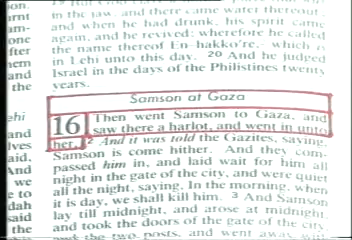 in the jaw, and there came water thereout,
and when he had drunk, his spirit came
again, and he revived: wherefore he called
the name thereof En-hakkore, which is
in Lehi unto this day. 20 And he judged
Israel in the days of the Philistines twenty
years.
Samson at Gaza
16 Then went Samson to Gaza, and
saw there a harlot, and went in unto
her. 2 And it was told the Gazites, saying,
Samson is come hither. And they com-
passed him in, and laid wait for him all
night in the gate of the city, and were quiet
all the night, saying, In the morning, when
it is day, we shall kill him. 3 And Samson
lay till midnight, and arose at midnight,
and took the doors of the gate of the city,
and the two posts, and went away with